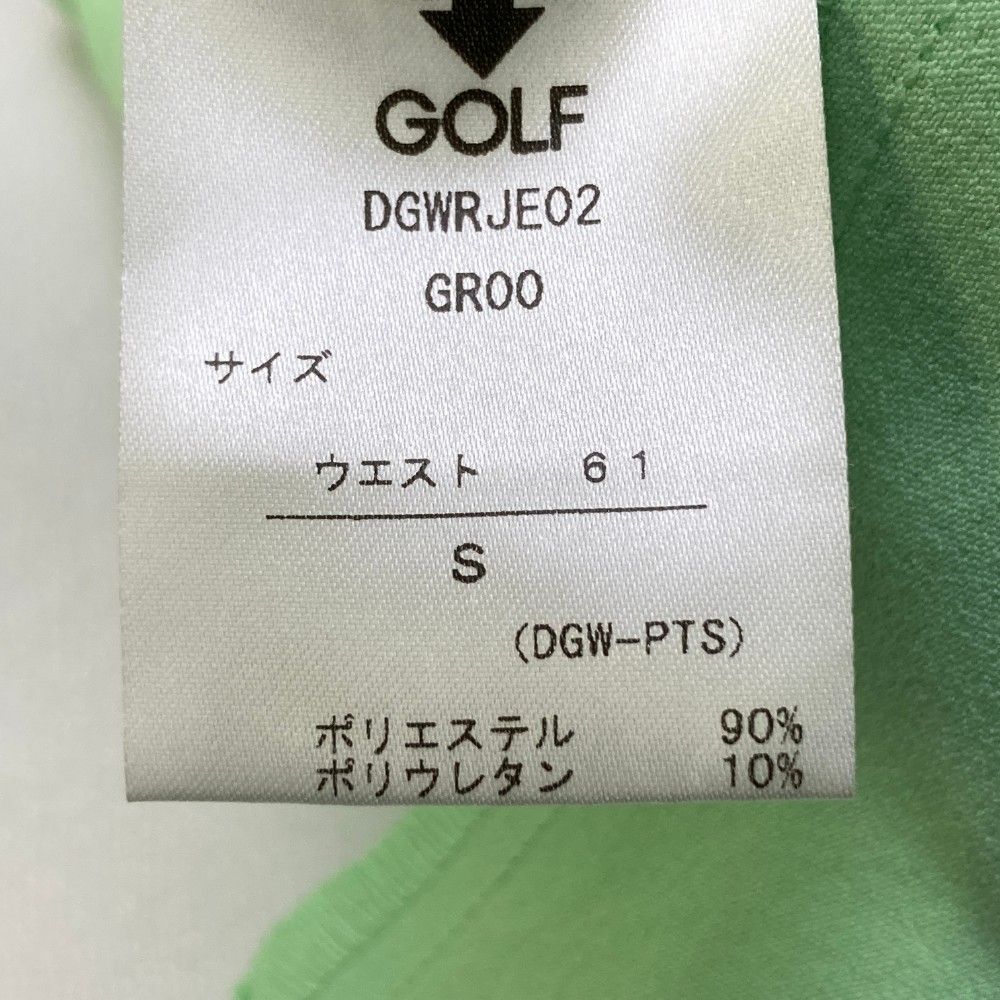 GOLF
DGWRJE02
GR00
サイズ
ウエスト 61
S
(DGW-PTS)
ポリエステル 90%
ポリウレタン 10%